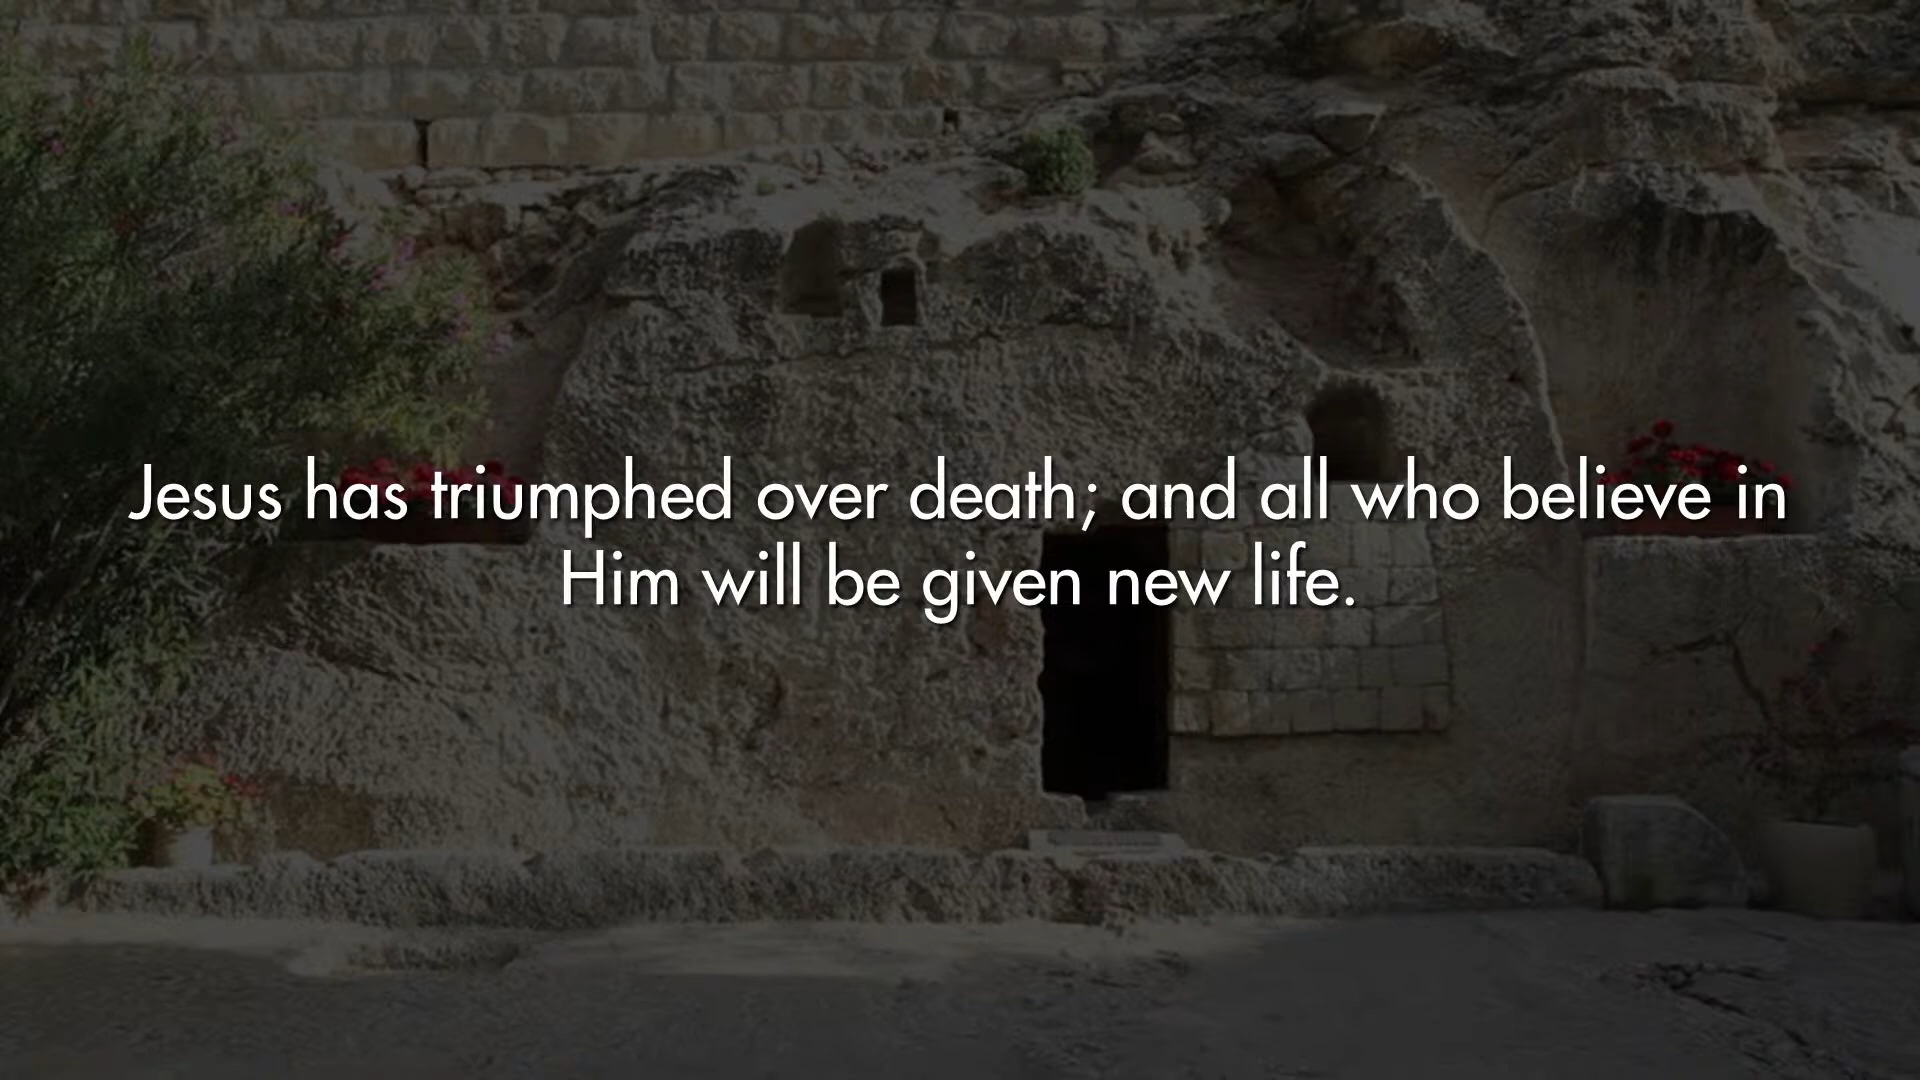 Jesus has triumphed over death; and all who believe in
Him will be given new life.